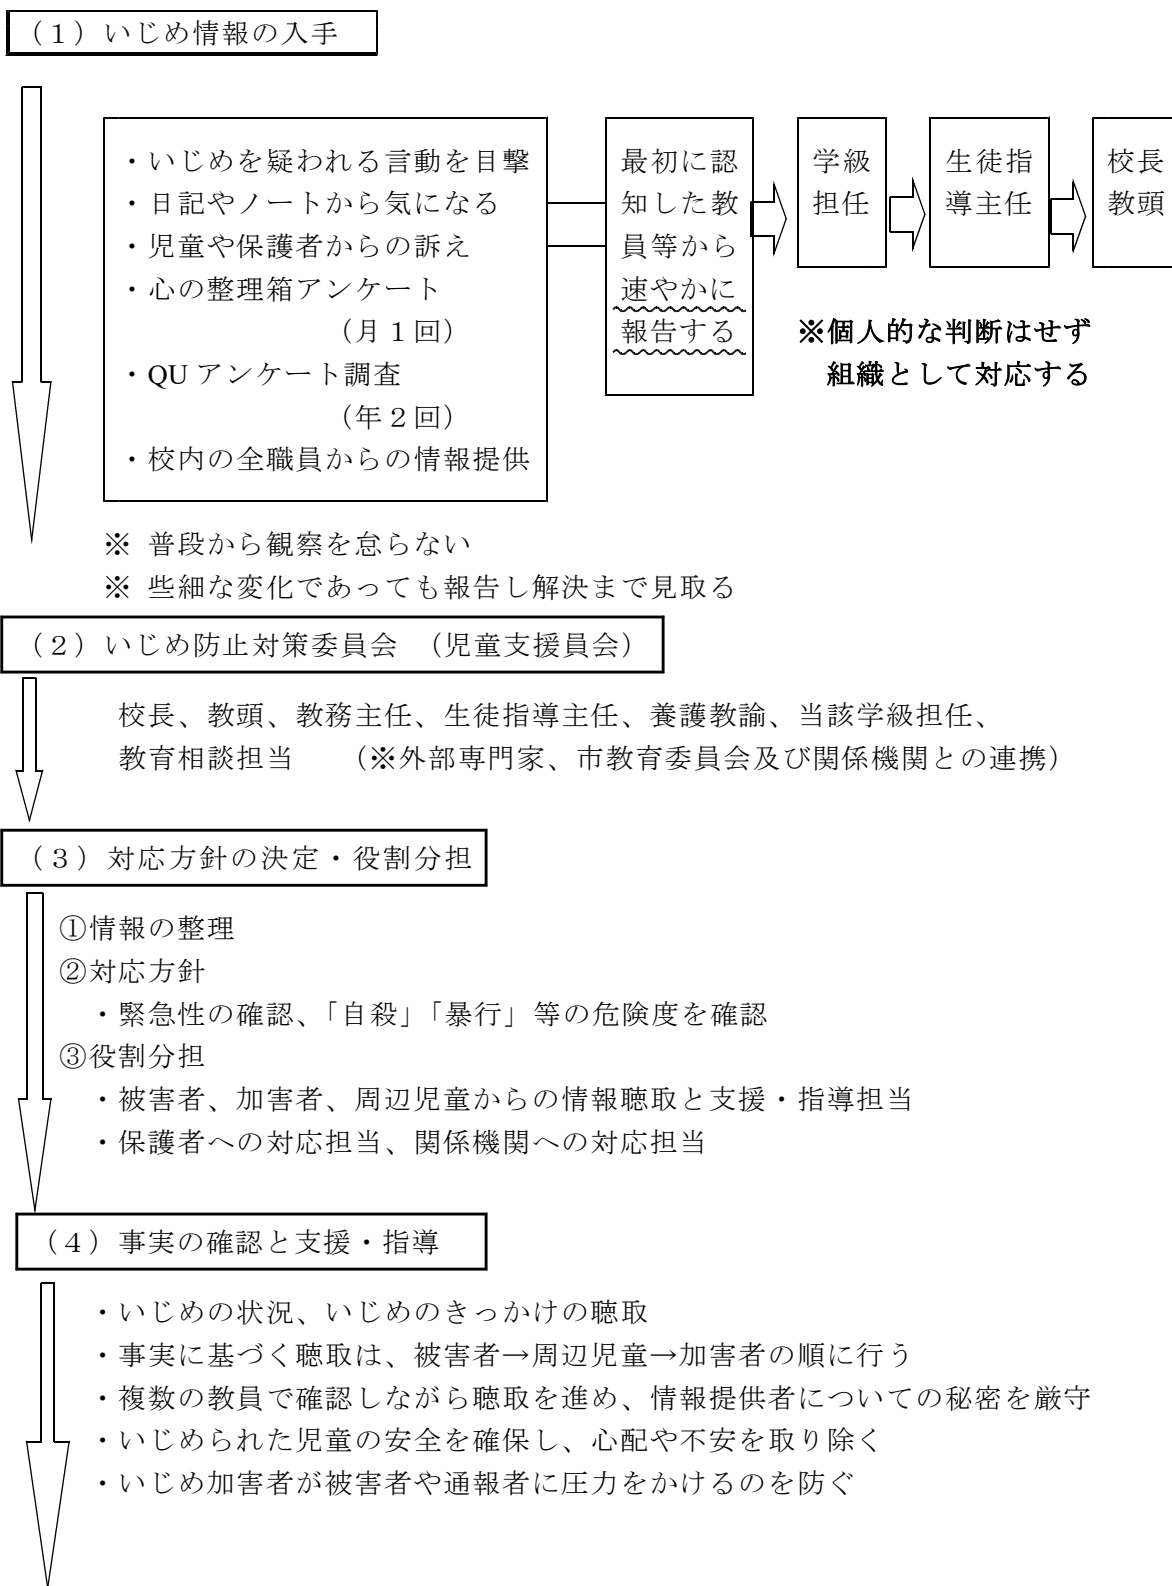 （１）いじめ情報の入手
・いじめを疑われる言動を目撃
・日記やノートから気になる
・児童や保護者からの訴え
・心の整理箱アンケート
（月１回）
・QUアンケート調査
（年２回）
・校内の全職員からの情報提供
最初に認
知した教
員等から
速やかに
報告する
学級
担任
生徒指
導主任
校長
教頭
※個人的な判断はせず
組織として対応する
※ 普段から観察を怠らない
※ 些細な変化であっても報告し解決まで見取る
（２）いじめ防止対策委員会　（児童支援員会）
校長、教頭、教務主任、生徒指導主任、養護教諭、当該学級担任、
教育相談担当　　（※外部専門家、市教育委員会及び関係機関との連携）
（３）対応方針の決定・役割分担
①情報の整理
②対応方針
・緊急性の確認、「自殺」「暴行」等の危険度を確認
③役割分担
・被害者、加害者、周辺児童からの情報聴取と支援・指導担当
・保護者への対応担当、関係機関への対応担当
（４）事実の確認と支援・指導
・いじめの状況、いじめのきっかけの聴取
・事実に基づく聴取は、被害者→周辺児童→加害者の順に行う
・複数の教員で確認しながら聴取を進め、情報提供者についての秘密を厳守
・いじめられた児童の安全を確保し、心配や不安を取り除く
・いじめ加害者が被害者や通報者に圧力をかけるのを防ぐ